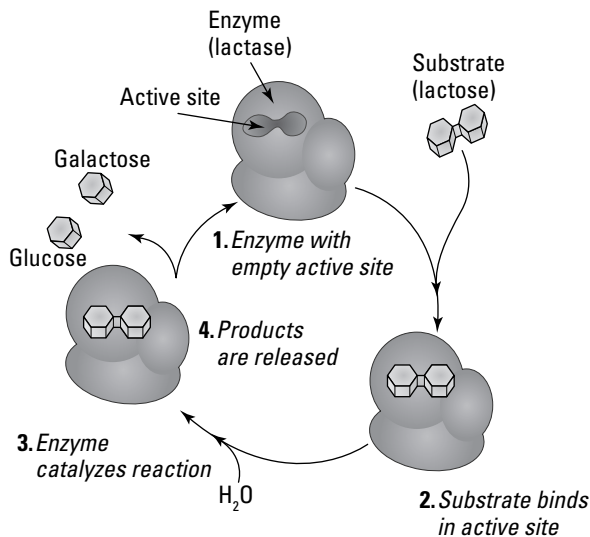 Enzyme
(lactase)
Substrate
(lactose)
Active site
Galactose
Glucose
1. Enzyme with
empty active site
4. Products
are released
3. Enzyme
catalyzes reaction
H₂O
2. Substrate binds
in active site